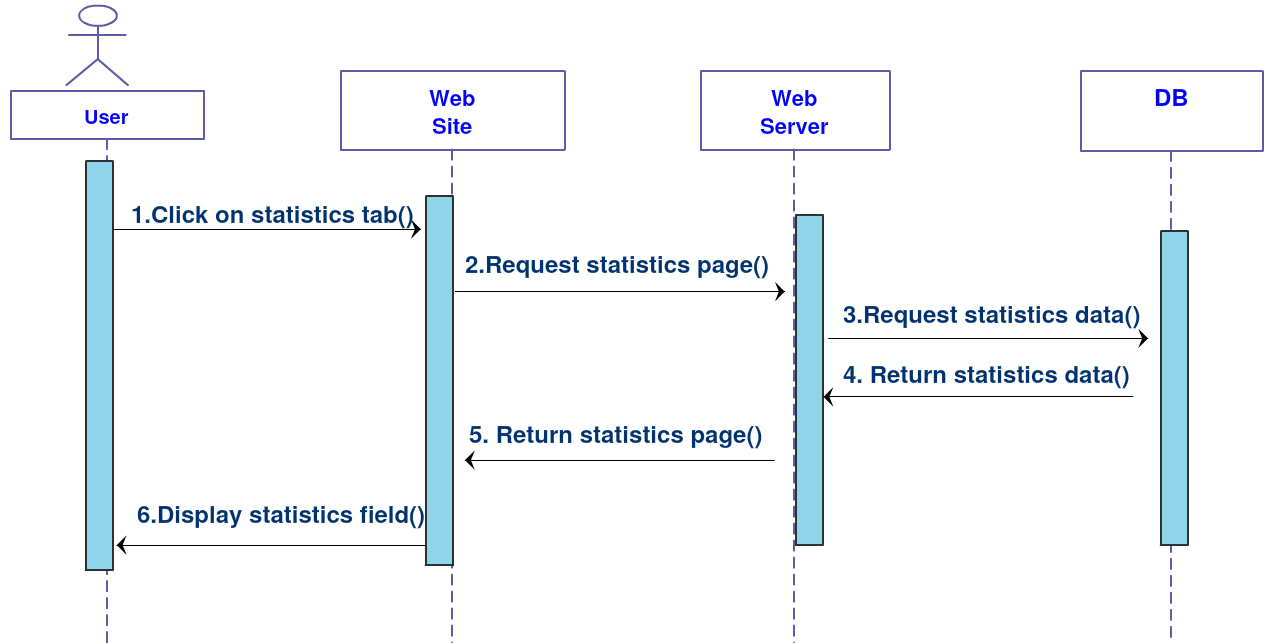 User
Web
Site
Web
Server
DB
1.Click on statistics tab()
2.Request statistics page()
3.Request statistics data()
4. Return statistics data()
5. Return statistics page()
6.Display statistics field()